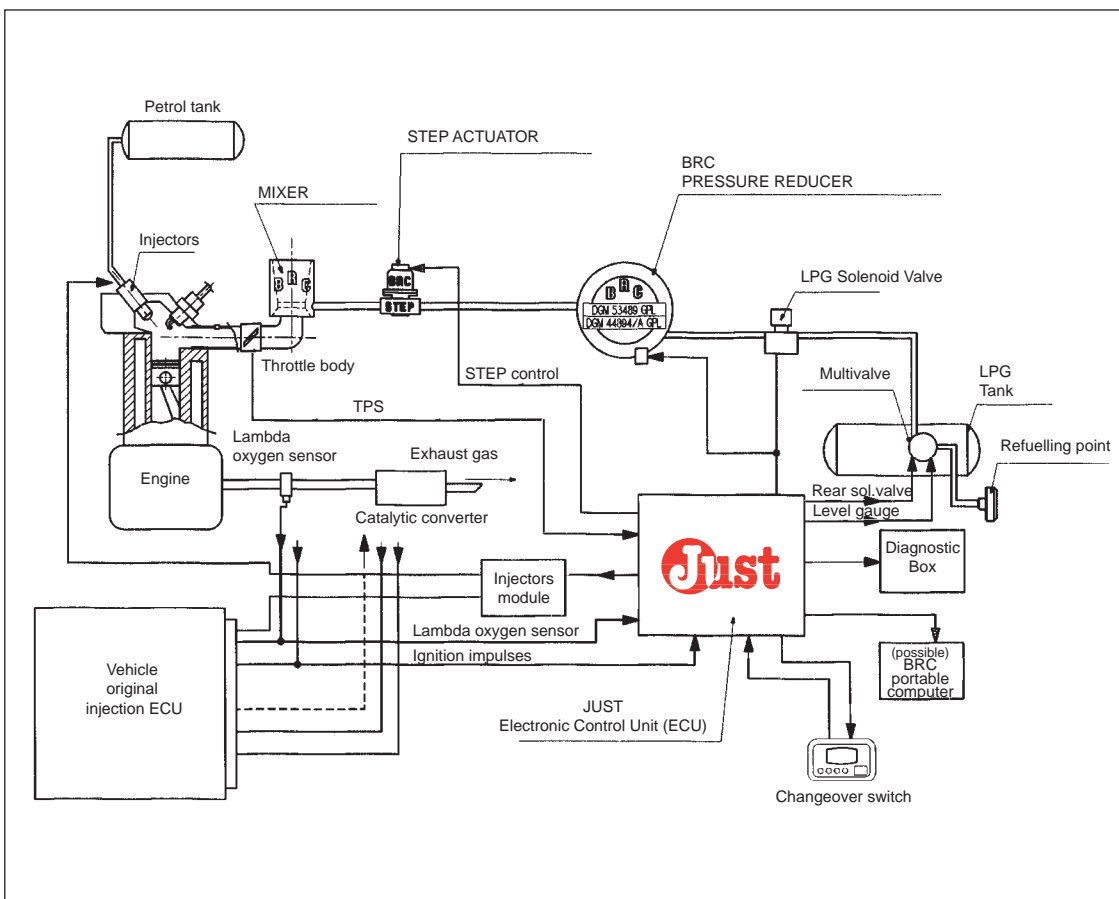 Petrol tank
STEP ACTUATOR
BRC
PRESSURE REDUCER
MIXER
Injectors
LPG Solenoid Valve
BRC
BRC
STEP
BRC
DGM 53489 GPL
DGM 44894/A GPL
Throttle body
STEP control
Multivalve
LPG
Tank
TPS
Lambda
oxygen sensor
Exhaust gas
Refuelling point
Engine
Catalytic converter
Rear sol.valve
Level gauge
Just
Diagnostic
Box
Injectors
module
Lambda oxygen sensor
Ignition impulses
Vehicle
original
injection ECU
(possible)
BRC
portable
computer
JUST
Electronic Control Unit (ECU)
Changeover switch